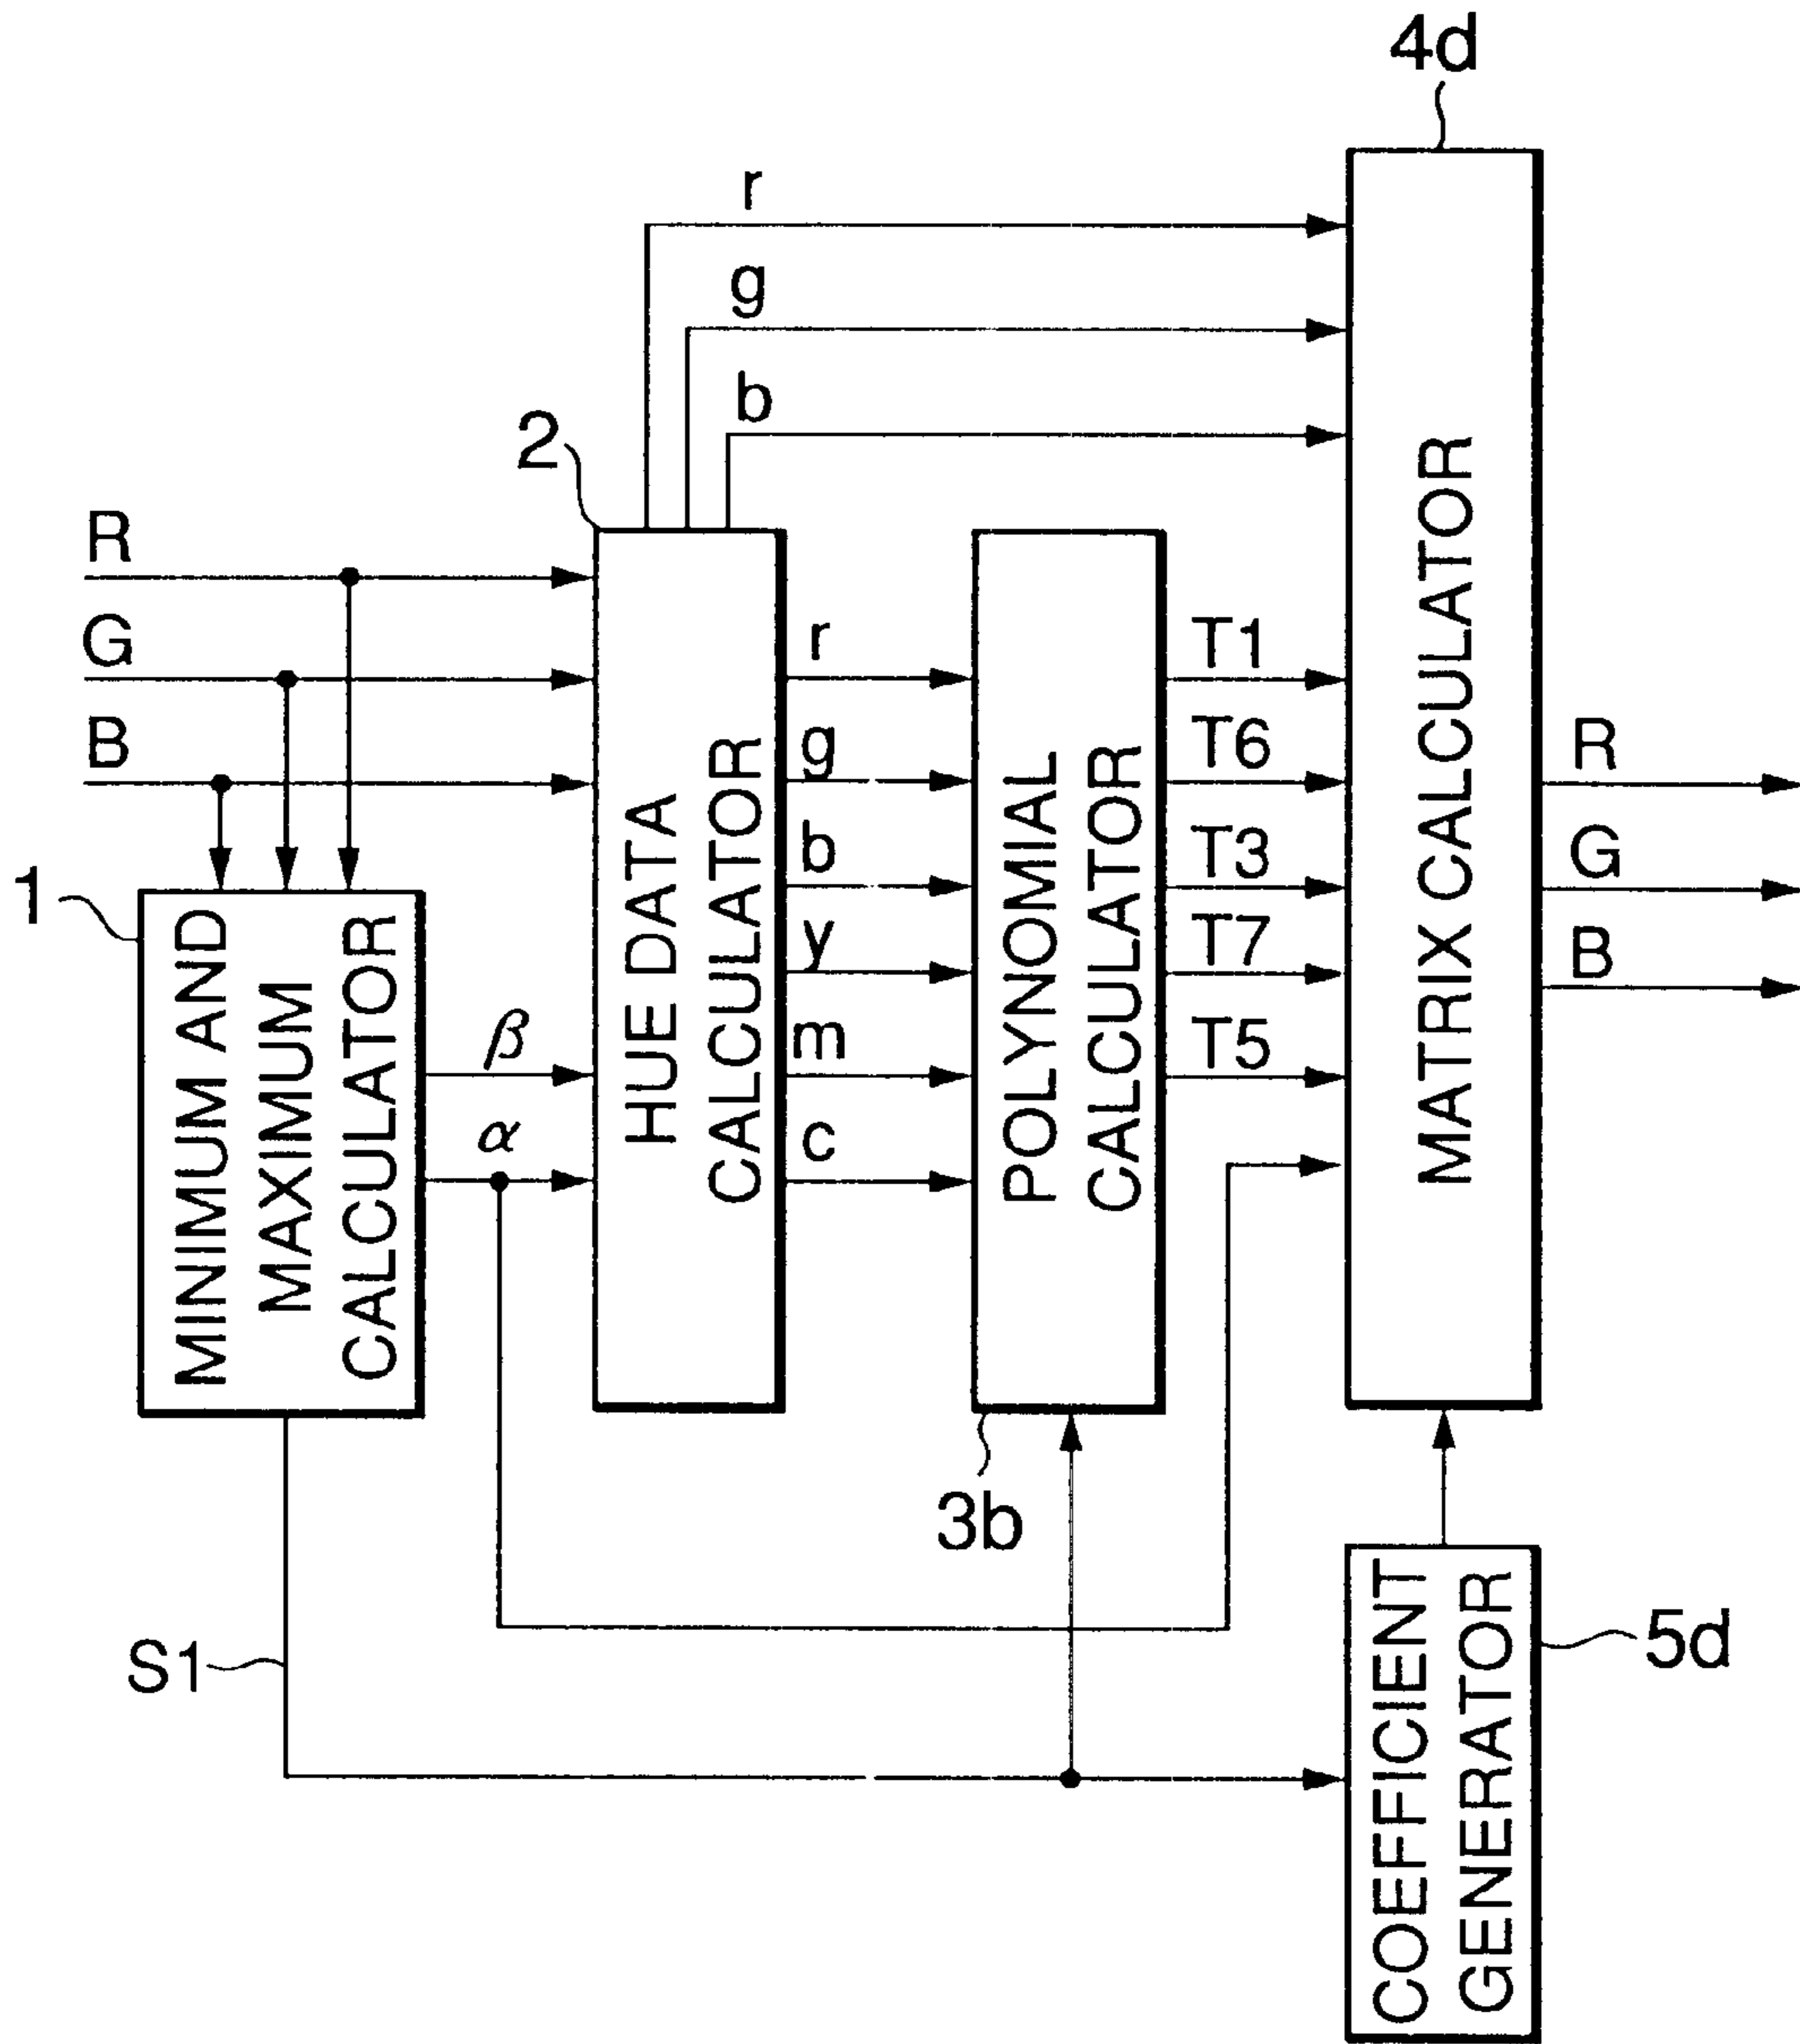 4d
r
g
b
2
R
G
B
r
g
b
y
m
c
T1
T6
T3
T7
T5
R
G
B
1
MINIMUM AND
MAXIMUM
CALCULATOR
β
α
HUE DATA
CALCULATOR
POLYNOMIAL
CALCULATOR
MATRIX CALCULATOR
3b
S1
COEFFICIENT
GENERATOR
5d